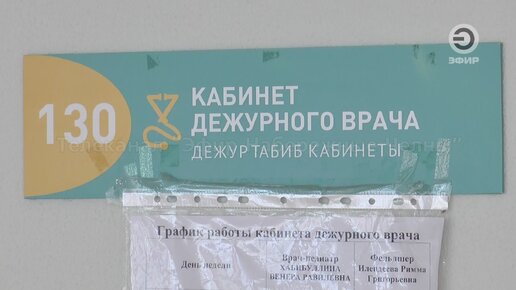 ЭФИР
130
КАБИНЕТ
ДЕЖУРНОГО ВРАЧА
ДЕЖУР ТАБИБ КАБИНЕТЫ
График работы кабинета дежурного врача
День недели
Врач-педиатр
ХАБИБУЛЛИНА
ВЕНЕРА РАВИЛЕВНА
Фельдшер
Римма
Григорьевна